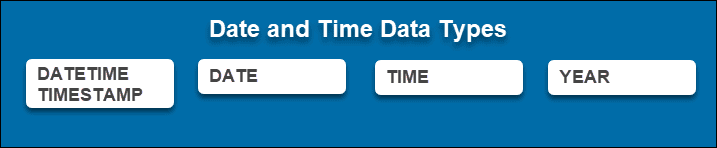 Date and Time Data Types
DATETIME
TIMESTAMP
DATE
TIME
YEAR